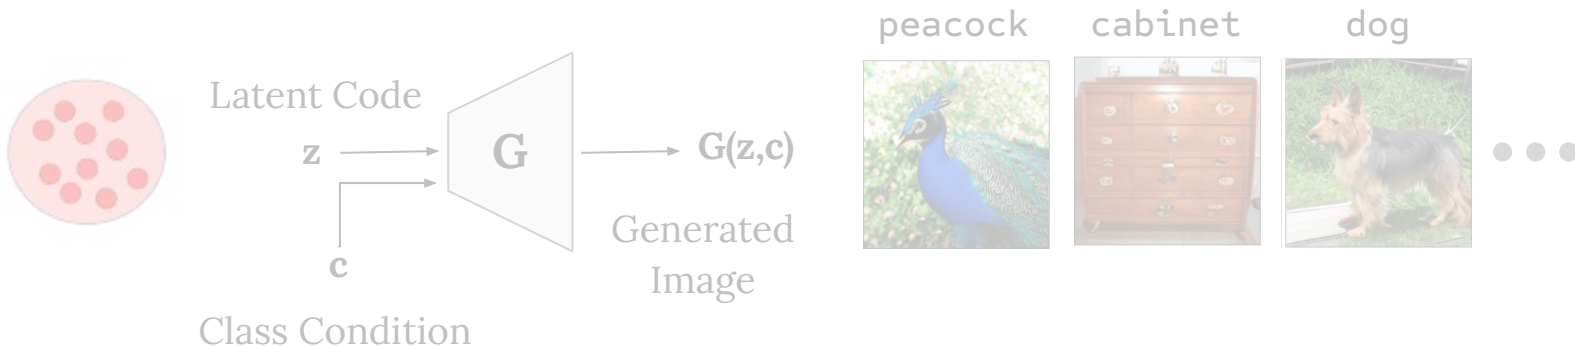 peacock
cabinet
dog
Latent Code
z
G
G(z,c)
c
Generated
Image
Class Condition